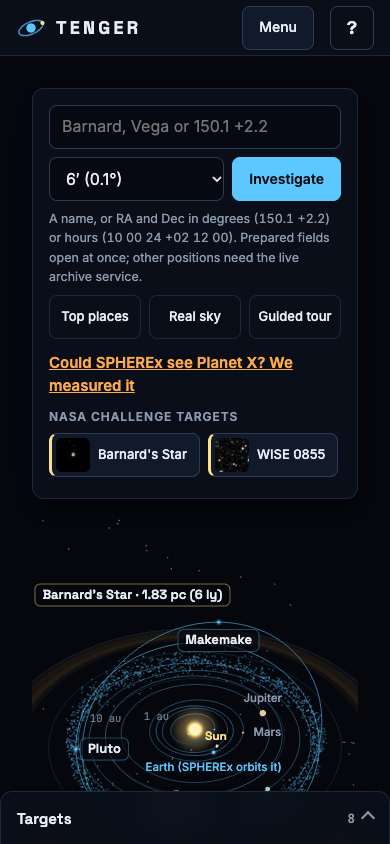 TENGER
Menu
?
Barnard, Vega or 150.1 +2.2
6′ (0.1°)
Investigate
A name, or RA and Dec in degrees (150.1 +2.2)
or hours (10 00 24 +02 12 00). Prepared fields
open at once; other positions need the live
archive service.
Top places
Real sky
Guided tour
Could SPHEREx see Planet X? We
measured it
NASA CHALLENGE TARGETS
Barnard's Star
WISE 0855
Barnard's Star · 1.83 pc (6 ly)
Makemake
Jupiter
10 au
1 au
Mars
Sun
Pluto
Earth (SPHEREx orbits it)
Targets
8